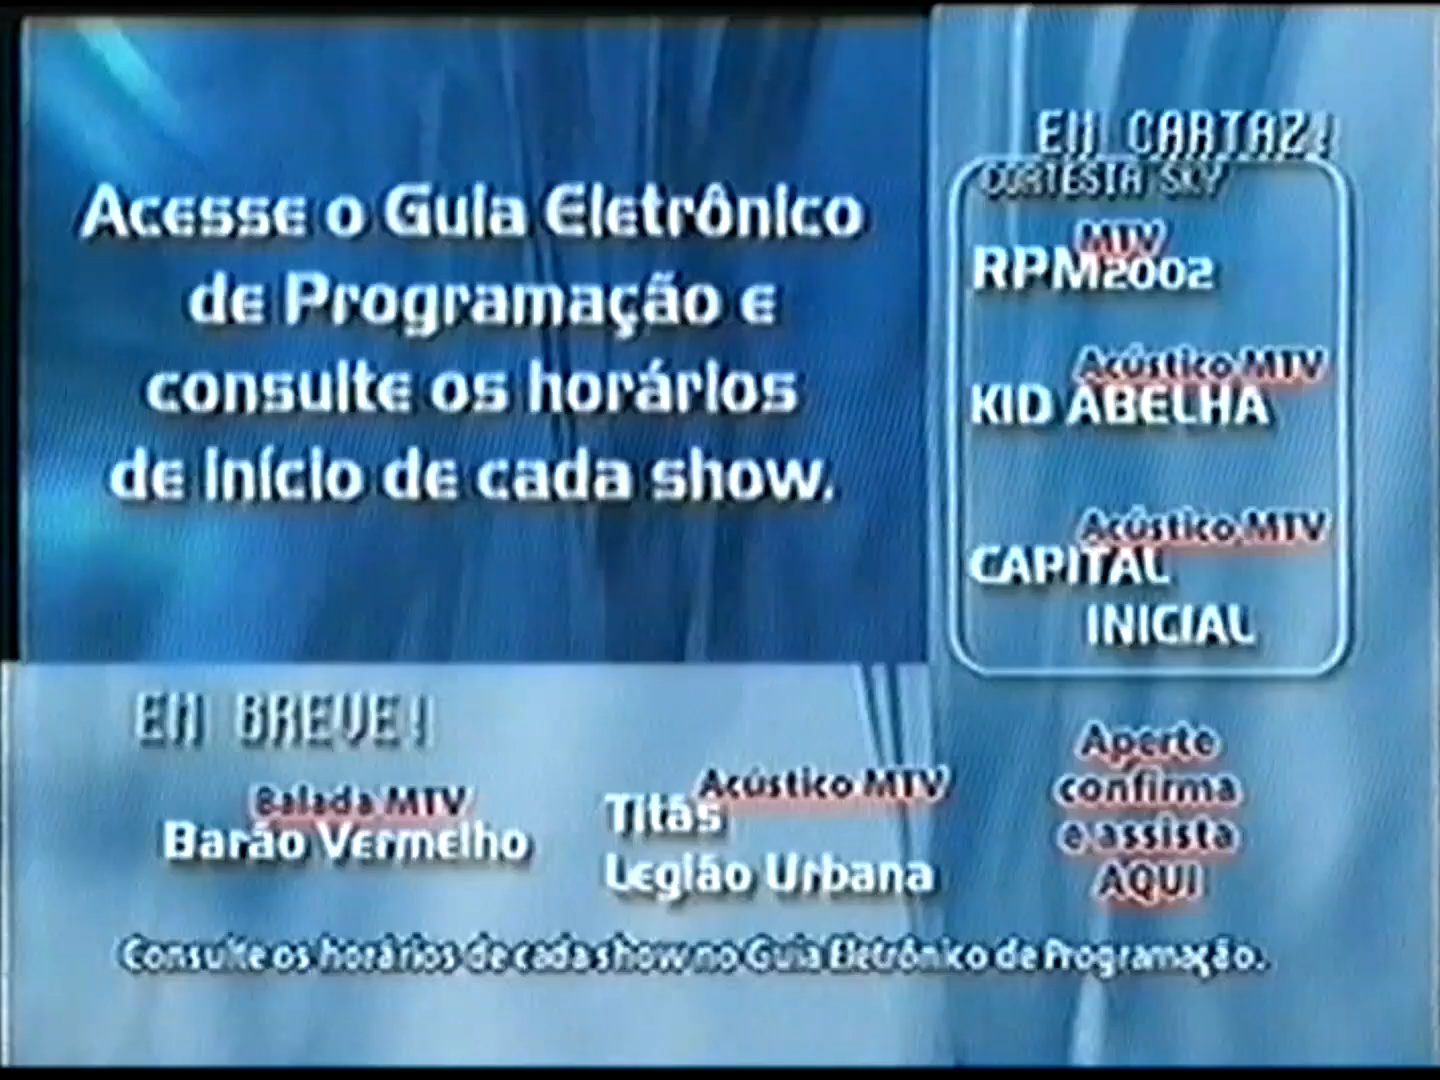 Acesse o Guia Eletrônico
de Programação e
consulte os horários
de início de cada show.
EM CARTAZ!
CORTESIA SKY
MTV
RPM2002
Acústico MTV
KID ABELHA
Acústico MTV
CAPITAL
INICIAL
EM BREVE!
Balada MTV
Barão Vermelho
Acústico MTV
Titãs
Legião Urbana
Aperte
confirma
e assista
AQUI
Consulte os horários de cada show no Guia Eletrônico de Programação.